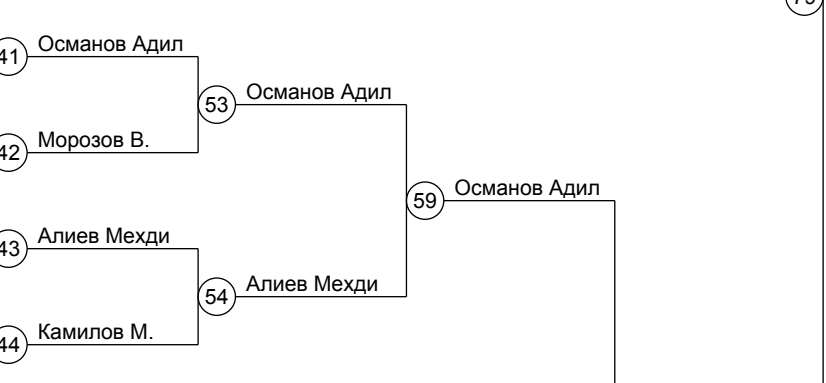 41 Османов Адил
53 Османов Адил
42 Морозов В.
59 Османов Адил
43 Алиев Мехди
54 Алиев Мехди
44 Камилов М.